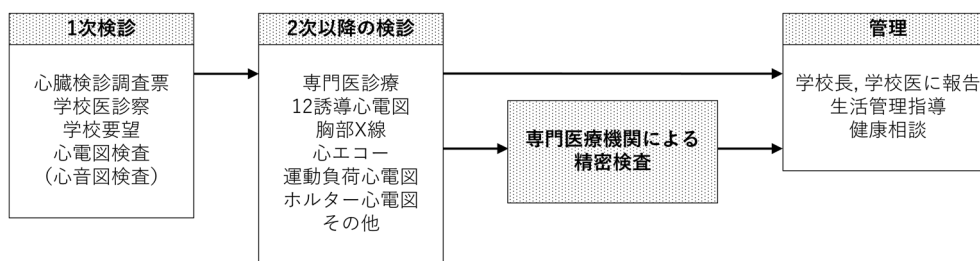 1次検診
心臓検診調査票
学校医診察
学校要望
心電図検査
(心音図検査)
2次以降の検診
専門医診療
12誘導心電図
胸部X線
心エコー
運動負荷心電図
ホルター心電図
その他
専門医療機関による
精密検査
管理
学校長, 学校医に報告
生活管理指導
健康相談